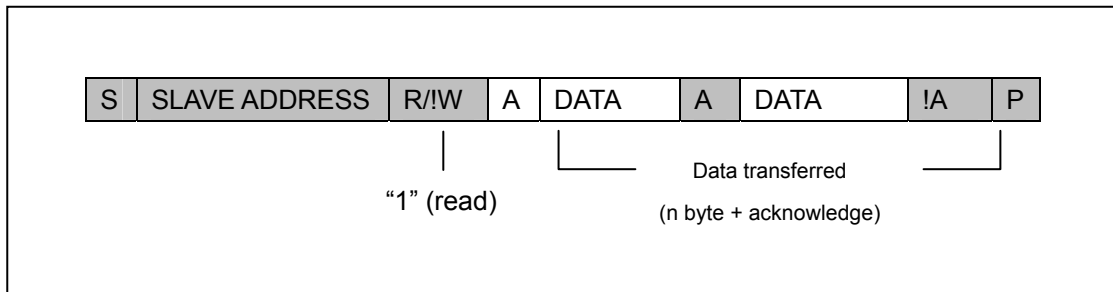 S SLAVE ADDRESS R/!W A DATA A DATA !A P
Data transferred
“1” (read)
(n byte + acknowledge)